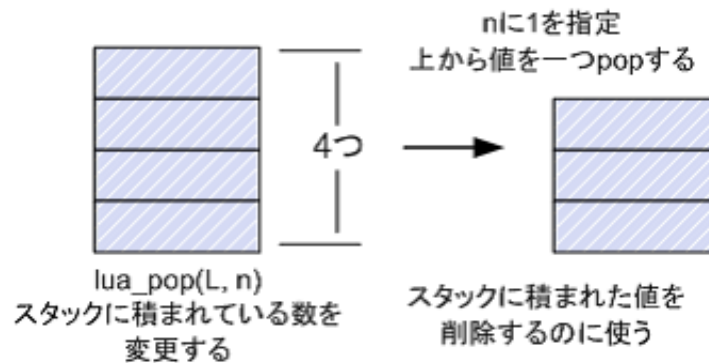 nに1を指定
上から値を一つpopする
4つ
lua_pop(L, n)
スタックに積まれている数を
変更する
スタックに積まれた値を
削除するのに使う